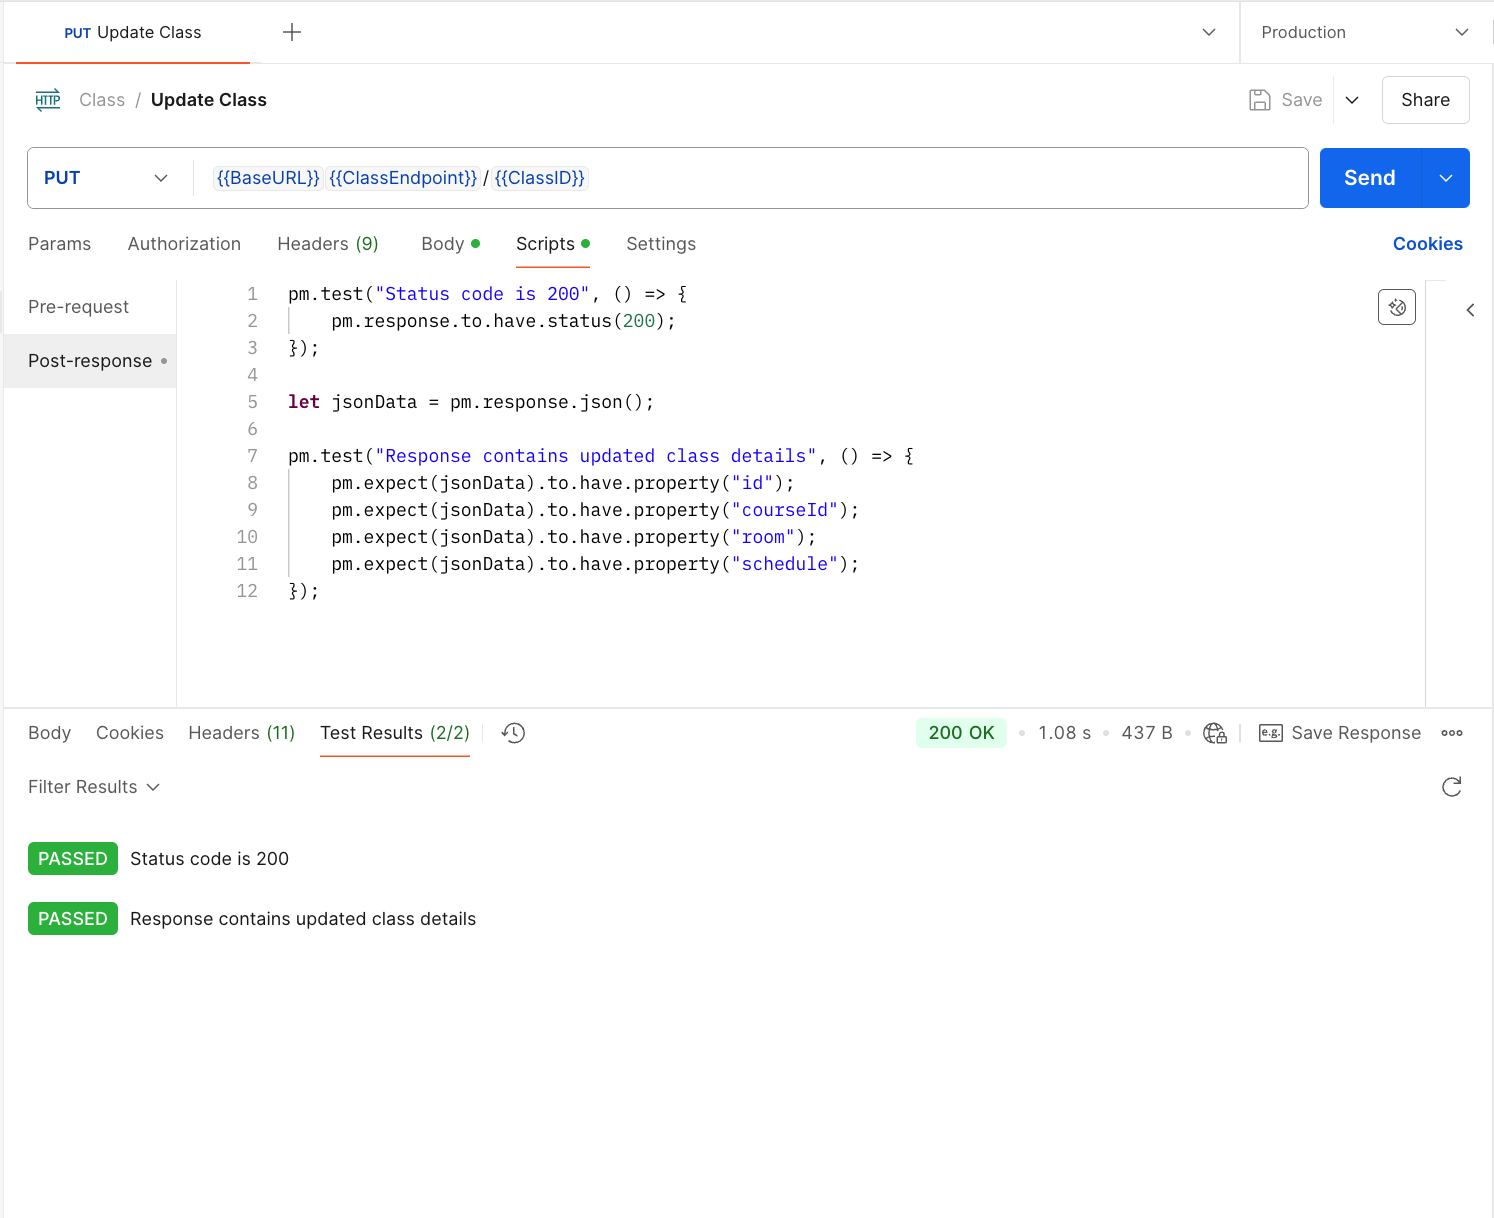 PUT Update Class
Production
HTTP Class / Update Class
Save
Share
PUT {{BaseURL}} {{ClassEndpoint}} / {{ClassID}}
Send
Params Authorization Headers (9) Body Scripts Settings Cookies
Pre-request
Post-response
1 pm.test("Status code is 200", () => {
2     pm.response.to.have.status(200);
3 });
4
5 let jsonData = pm.response.json();
6
7 pm.test("Response contains updated class details", () => {
8     pm.expect(jsonData).to.have.property("id");
9     pm.expect(jsonData).to.have.property("courseId");
10     pm.expect(jsonData).to.have.property("room");
11     pm.expect(jsonData).to.have.property("schedule");
12 });
Body Cookies Headers (11) Test Results (2/2) 200 OK 1.08 s 437 B e.g. Save Response
Filter Results
PASSED Status code is 200
PASSED Response contains updated class details